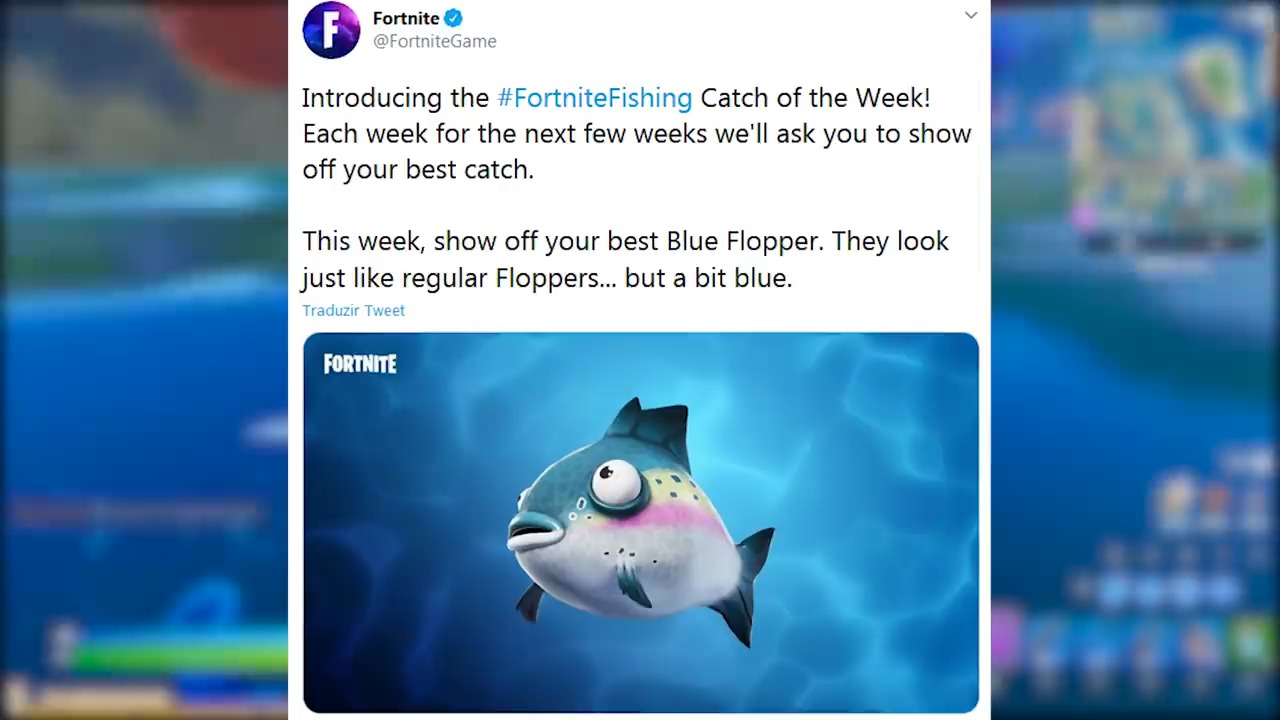 Fortnite
@FortniteGame
Introducing the #FortniteFishing Catch of the Week!
Each week for the next few weeks we'll ask you to show
off your best catch.
This week, show off your best Blue Flopper. They look
just like regular Floppers... but a bit blue.
Traduzir Tweet
FORTNITE